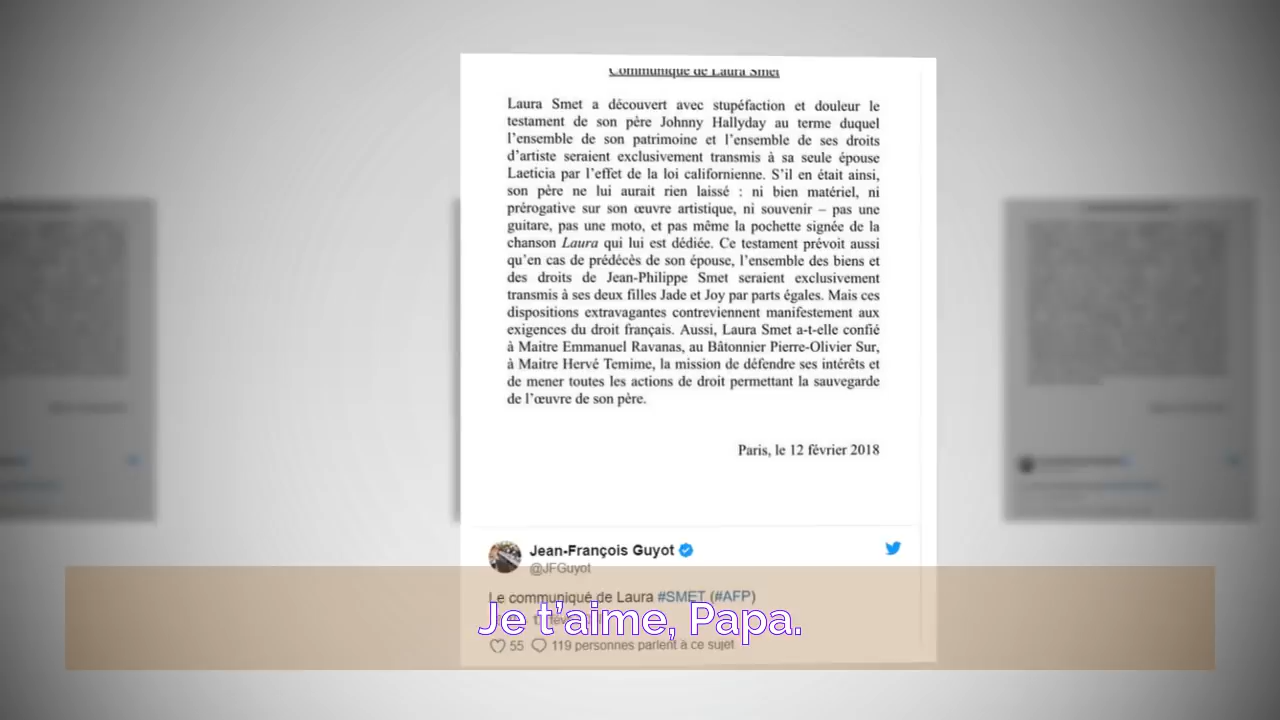 Communiqué de Laura Smet
Laura Smet a découvert avec stupéfaction et douleur le
testament de son père Johnny Hallyday au terme duquel
l’ensemble de son patrimoine et l’ensemble de ses droits
d’artiste seraient exclusivement transmis à sa seule épouse
Laeticia par l’effet de la loi californienne. S’il en était ainsi,
son père ne lui aurait rien laissé : ni bien matériel, ni
prérogative sur son œuvre artistique, ni souvenir – pas une
guitare, pas une moto, et pas même la pochette signée de la
chanson Laura qui lui est dédiée. Ce testament prévoit aussi
qu’en cas de prédécès de son épouse, l’ensemble des biens et
des droits de Jean-Philippe Smet seraient exclusivement
transmis à ses deux filles Jade et Joy par parts égales. Mais ces
dispositions extravagantes contreviennent manifestement aux
exigences du droit français. Aussi, Laura Smet a-t-elle confié
à Maitre Emmanuel Ravanas, au Bâtonnier Pierre-Olivier Sur,
à Maitre Hervé Temime, la mission de défendre ses intérêts et
de mener toutes les actions de droit permettant la sauvegarde
de l’œuvre de son père.
Paris, le 12 février 2018
Jean-François Guyot
@JFGuyot
Le communiqué de Laura #SMET (#AFP)
Je t’aime, Papa.
55 119 personnes parlent à ce sujet